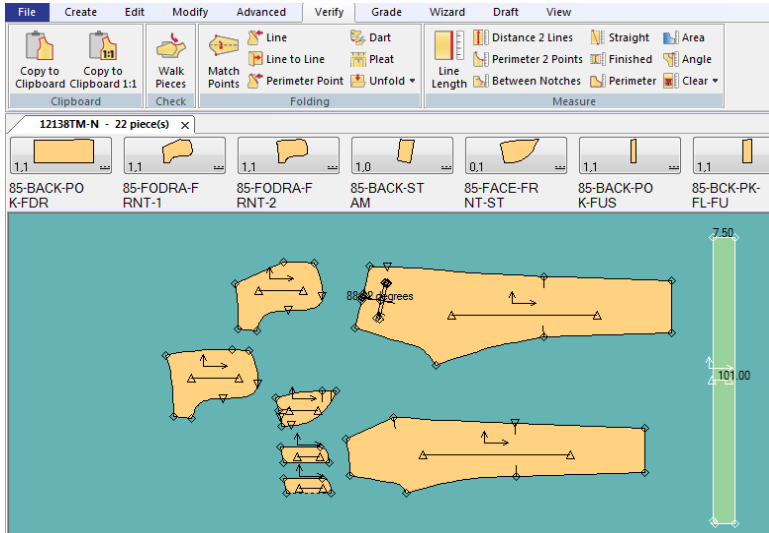 File Create Edit Modify Advanced Verify Grade Wizard Draft View
Line Dart Distance 2 Lines Straight Area
Line to Line Pleat Perimeter 2 Points Finished Angle
Copy to Copy to Walk Match Line
Clipboard Clipboard 1:1 Pieces Points Perimeter Point Unfold Length Between Notches Perimeter Clear
Clipboard Check Folding Measure
1:1
12138TM-N - 22 piece(s) x
1,1 1,1 1,1 1,0 0,1 1,1 1,1
85-BACK-PO 85-FODRA-F 85-FODRA-F 85-BACK-ST 85-FACE-FR 85-BACK-PO 85-BCK-PK-
K-FDR RNT-1 RNT-2 AM NT-ST K-FUS FL-FU
7.50
degrees
101.00